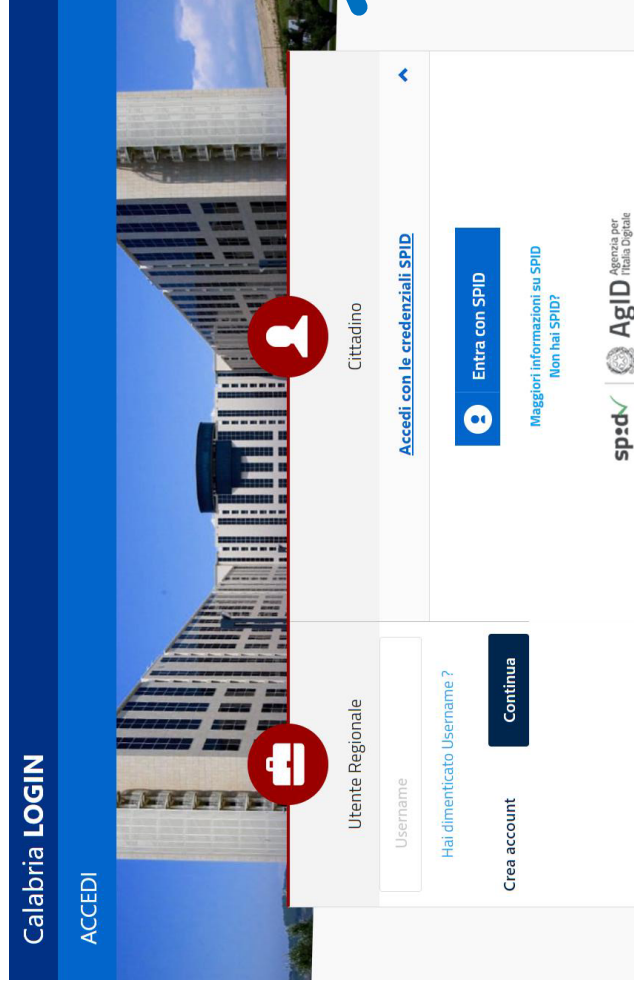 Calabria LOGIN
ACCEDI
Utente Regionale
Username
Hai dimenticato Username ?
Crea account
Continua
Cittadino
Accedi con le credenziali SPID
Entra con SPID
Maggiori informazioni su SPID
Non hai SPID?
spid
AgID Agenzia per
l'Italia Digitale